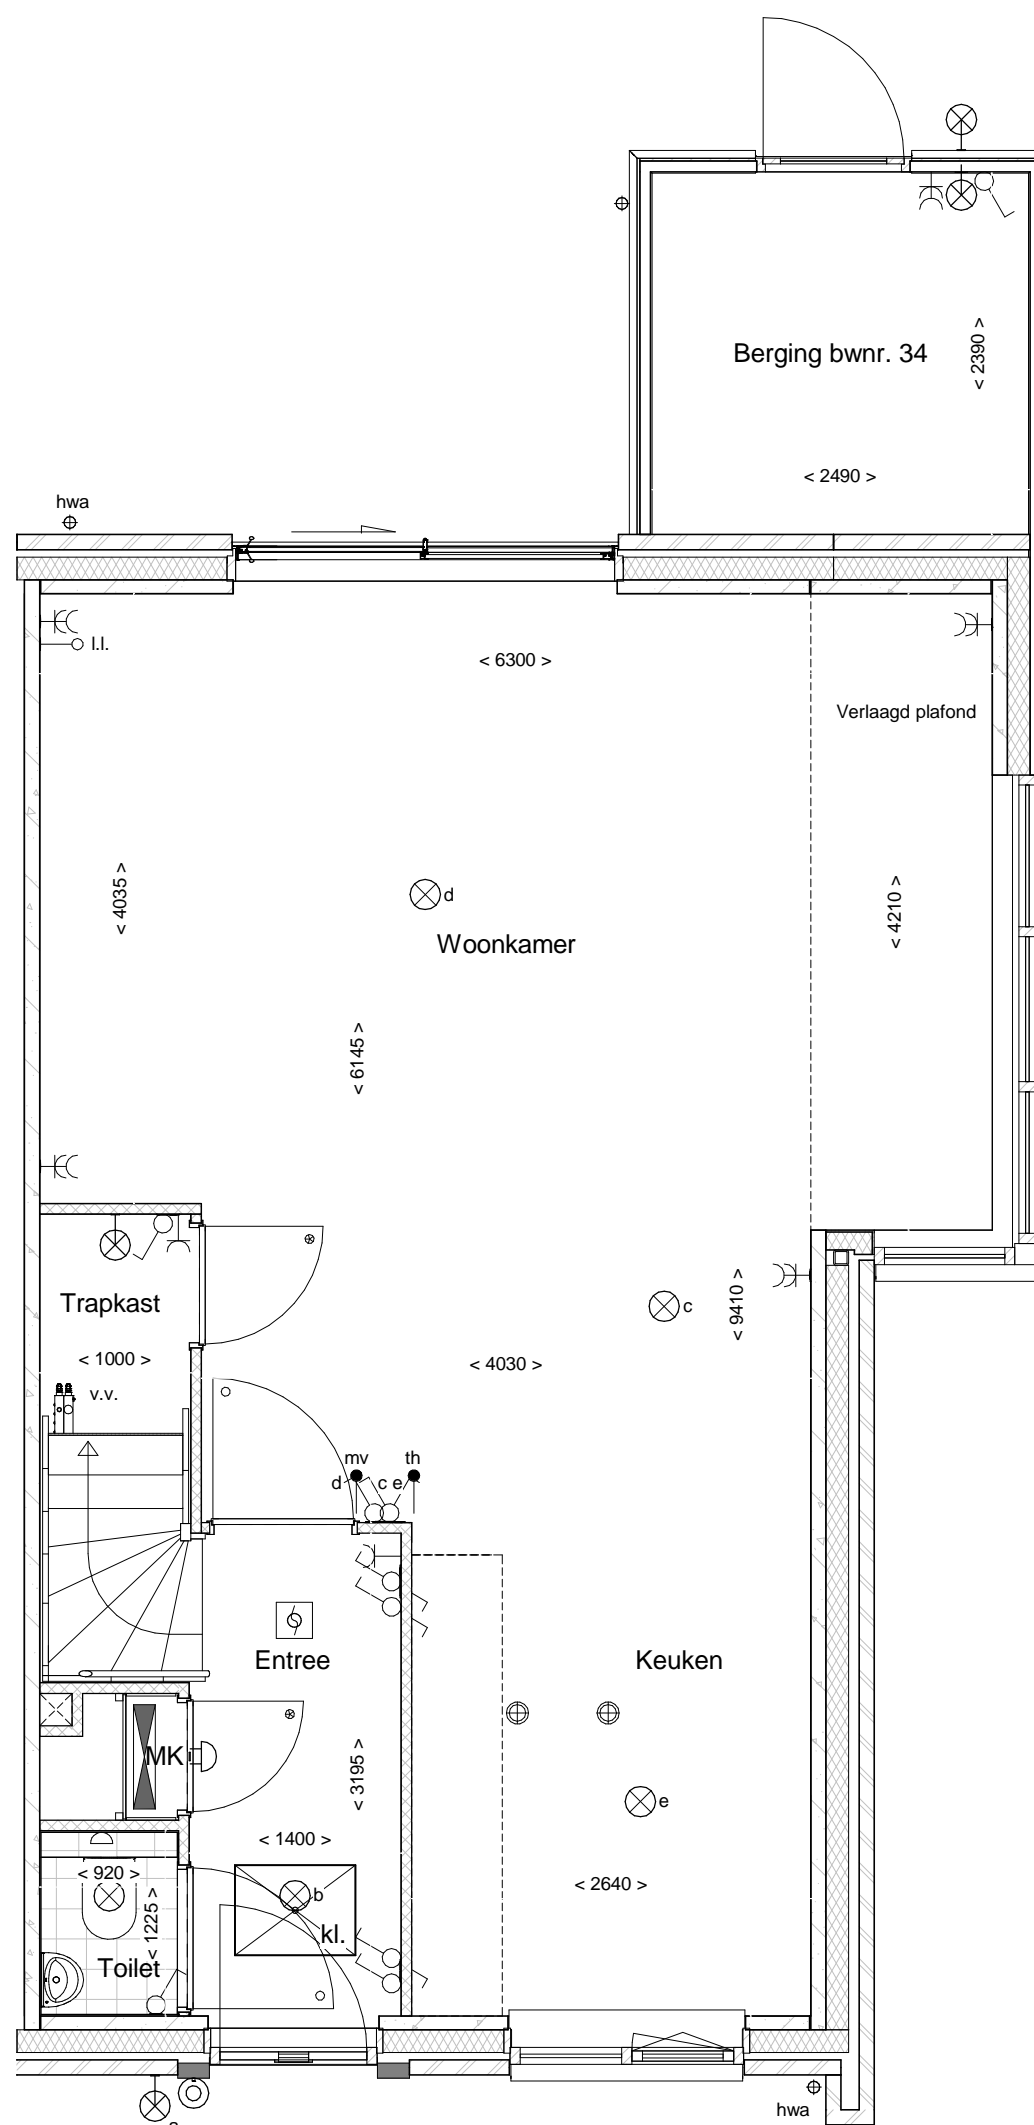 Berging bwnr. 34
< 2390 >
< 2490 >
hwa
l.l.
< 6300 >
Verlaagd plafond
< 4035 >
d
< 4210 >
Woonkamer
< 6145 >
Trapkast
< 9410 >
c
< 1000 >
< 4030 >
v.v.
mv th
d c e
Entree
Keuken
MK
< 3195 >
e
< 1400 >
< 920 >
< 2640 >
b
< 1225 >
kl.
Toilet
hwa
a